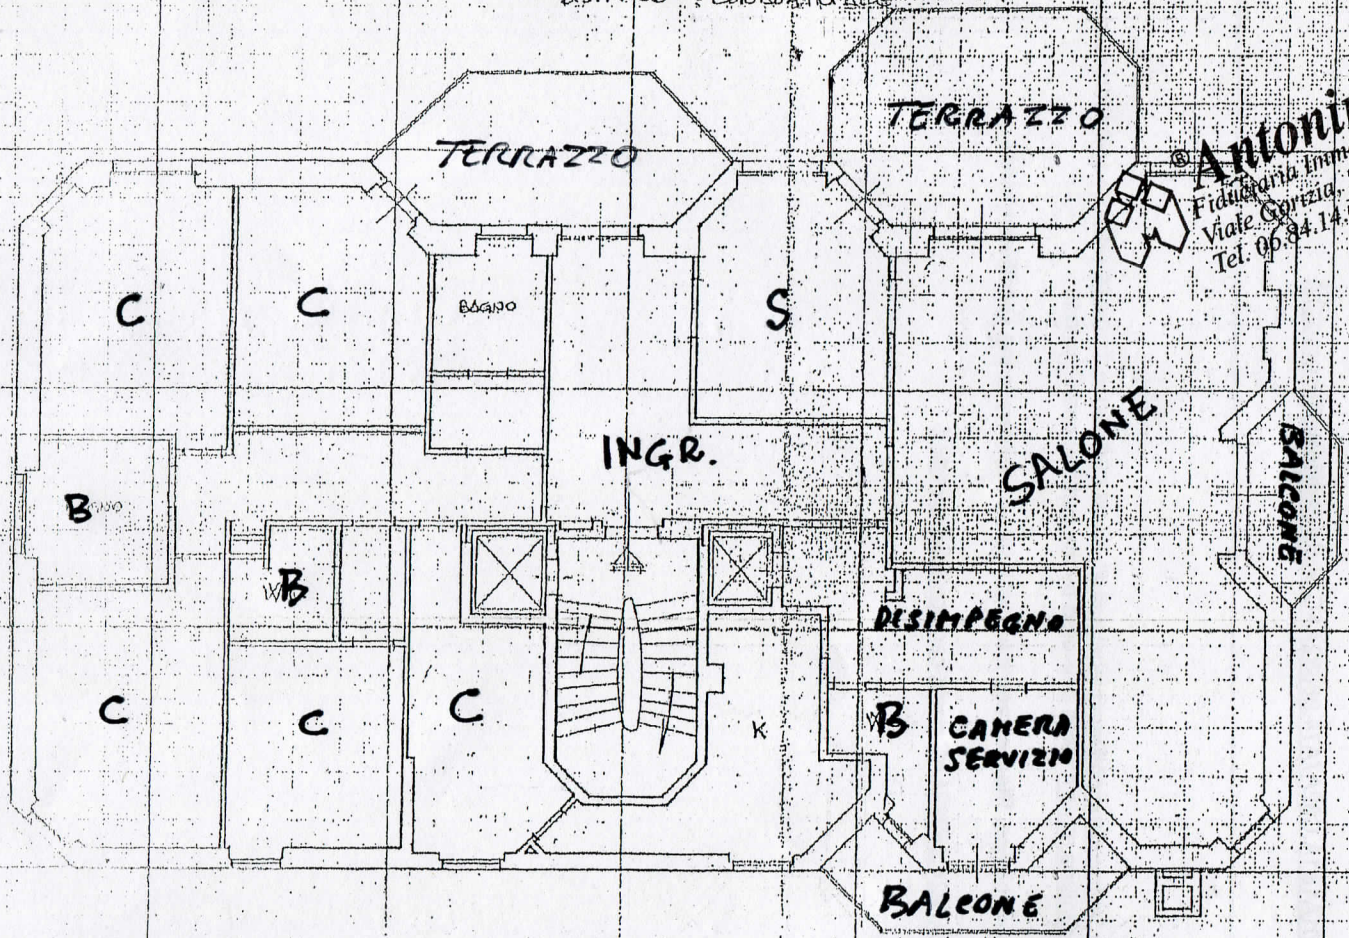 TERRAZZO
TERRAZZO
® Antoni
Fiduciaria Imm
Viale Gorizia,
Tel. 06.84.14.
C
C
BAGNO
S
INGR.
SALONE
BALCONE
B
B
DISIMPEGNO
C
C
C
K
B
CAMERA
SERVIZIO
BALCONE